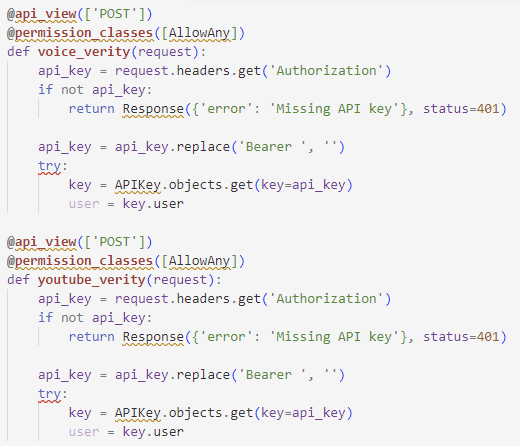 @api_view(['POST'])
@permission_classes([AllowAny])
def voice_verity(request):
    api_key = request.headers.get('Authorization')
    if not api_key:
        return Response({'error': 'Missing API key'}, status=401)

    api_key = api_key.replace('Bearer ', '')
    try:
        key = APIKey.objects.get(key=api_key)
        user = key.user

@api_view(['POST'])
@permission_classes([AllowAny])
def youtube_verity(request):
    api_key = request.headers.get('Authorization')
    if not api_key:
        return Response({'error': 'Missing API key'}, status=401)

    api_key = api_key.replace('Bearer ', '')
    try:
        key = APIKey.objects.get(key=api_key)
        user = key.user